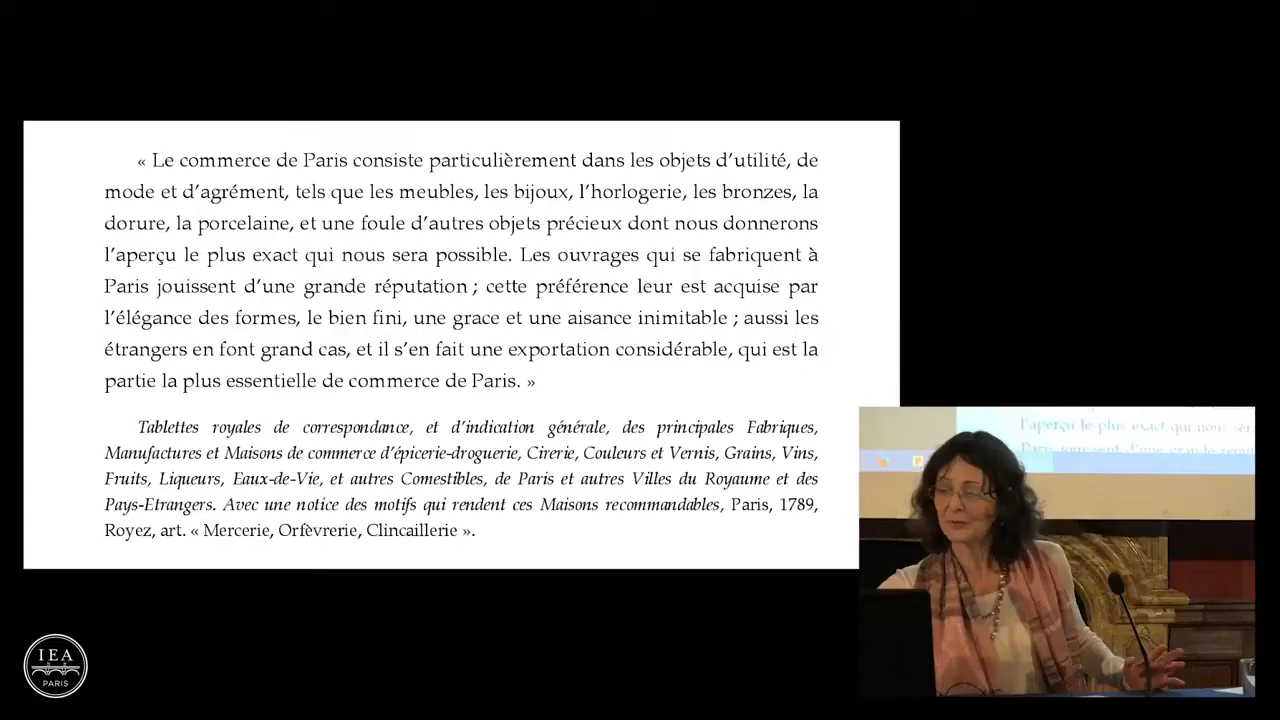 « Le commerce de Paris consiste particulièrement dans les objets d'utilité, de
mode et d'agrément, tels que les meubles, les bijoux, l'horlogerie, les bronzes, la
dorure, la porcelaine, et une foule d'autres objets précieux dont nous donnerons
l'aperçu le plus exact qui nous sera possible. Les ouvrages qui se fabriquent à
Paris jouissent d'une grande réputation ; cette préférence leur est acquise par
l'élégance des formes, le bien fini, une grace et une aisance inimitable ; aussi les
étrangers en font grand cas, et il s'en fait une exportation considérable, qui est la
partie la plus essentielle de commerce de Paris. »
Tablettes royales de correspondance, et d'indication générale, des principales Fabriques,
Manufactures et Maisons de commerce d'épicerie-droguerie, Cirerie, Couleurs et Vernis, Grains, Vins,
Fruits, Liqueurs, Eaux-de-Vie, et autres Comestibles, de Paris et autres Villes du Royaume et des
Pays-Etrangers. Avec une notice des motifs qui rendent ces Maisons recommandables, Paris, 1789,
Royez, art. « Mercerie, Orfèvrerie, Clincaillerie ».
l'aperçu le plus exact qui nous sera
IEA
PARIS